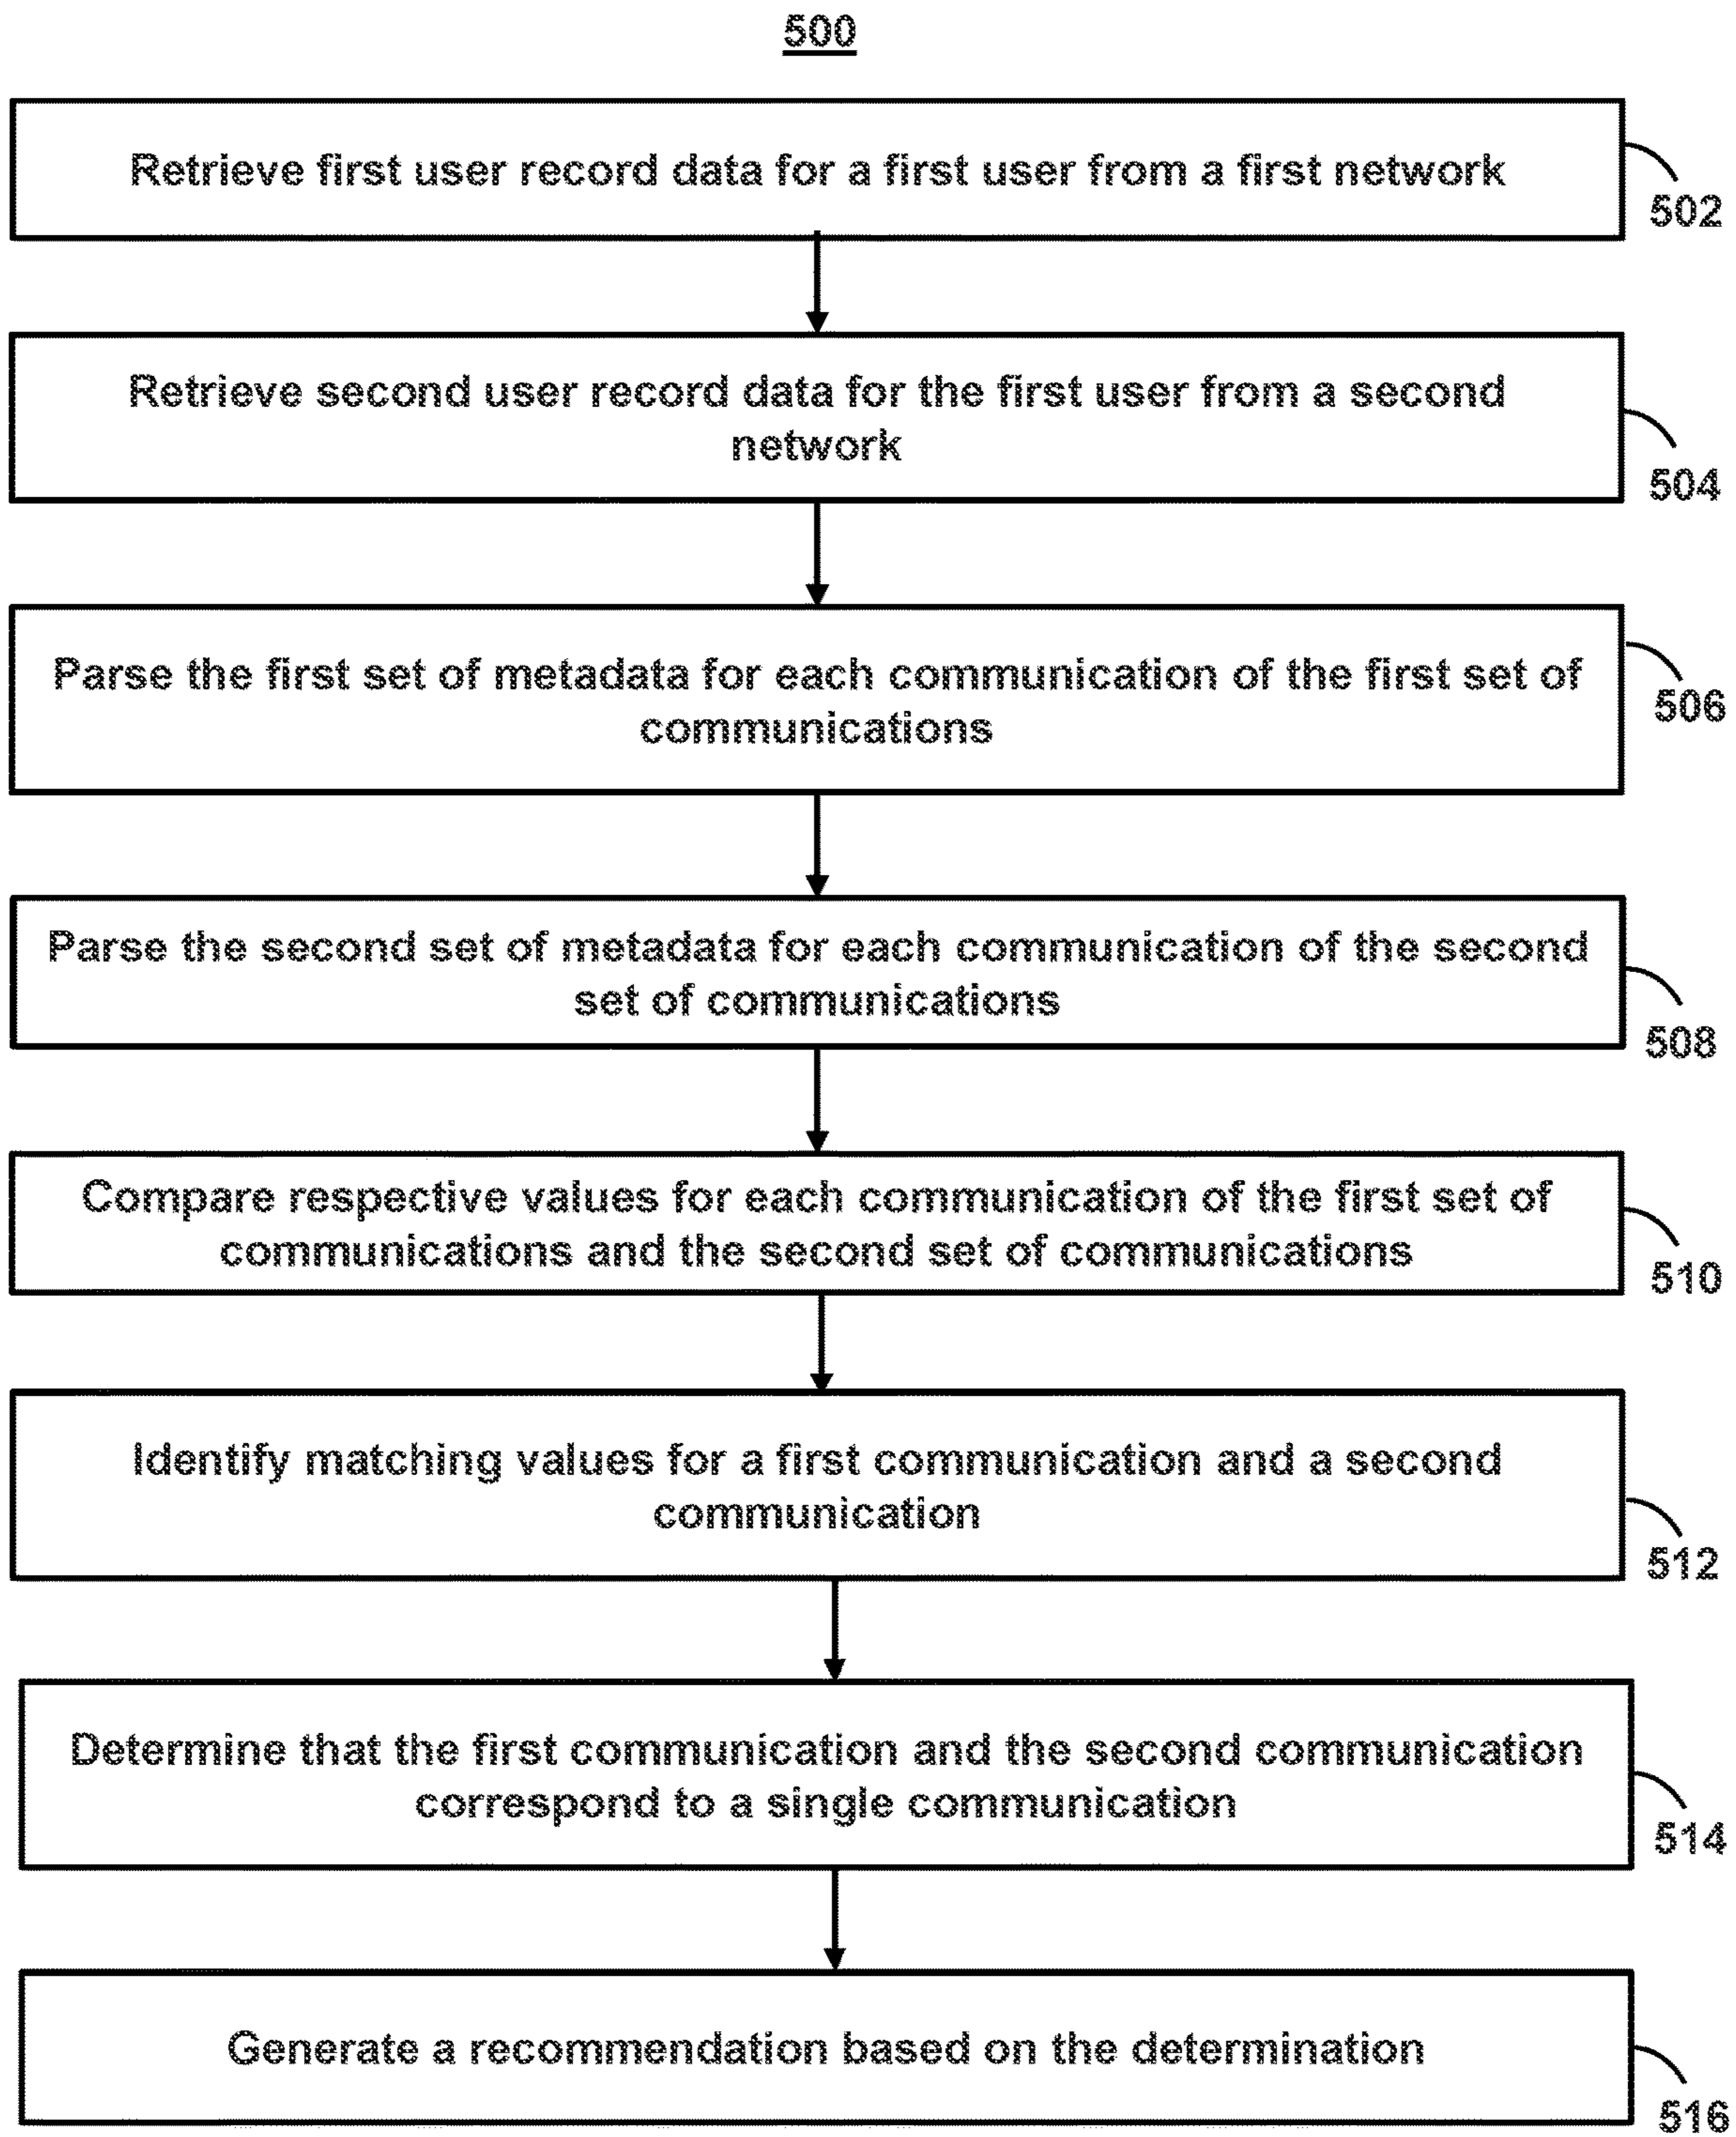 500
Retrieve first user record data for a first user from a first network
502
Retrieve second user record data for the first user from a second
network
504
Parse the first set of metadata for each communication of the first set of
communications
506
Parse the second set of metadata for each communication of the second
set of communications
508
Compare respective values for each communication of the first set of
communications and the second set of communications
510
Identify matching values for a first communication and a second
communication
512
Determine that the first communication and the second communication
correspond to a single communication
514
Generate a recommendation based on the determination
516